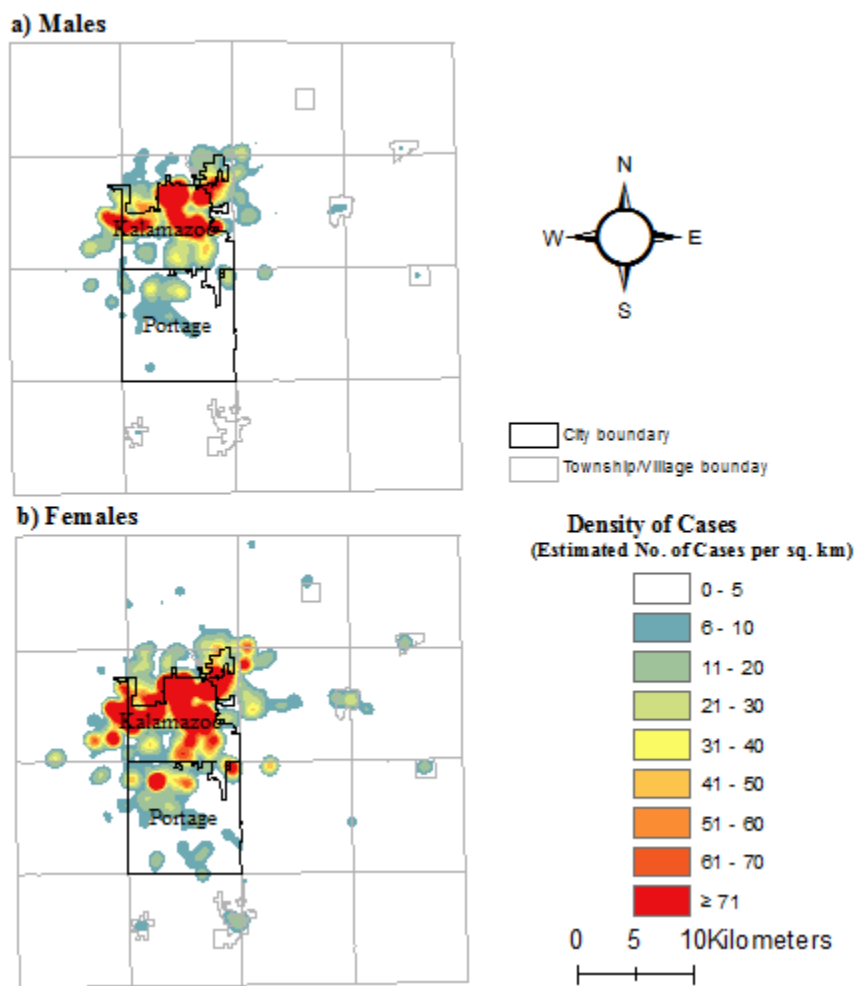 a) Males
Kalamazoo
Portage
N
W
E
S
City boundary
Township/Village bounday
b) Females
Kalamazoo
Portage
Density of Cases
(Estimated No. of Cases per sq. km)
0 - 5
6 - 10
11 - 20
21 - 30
31 - 40
41 - 50
51 - 60
61 - 70
≥ 71
0 5 10Kilometers